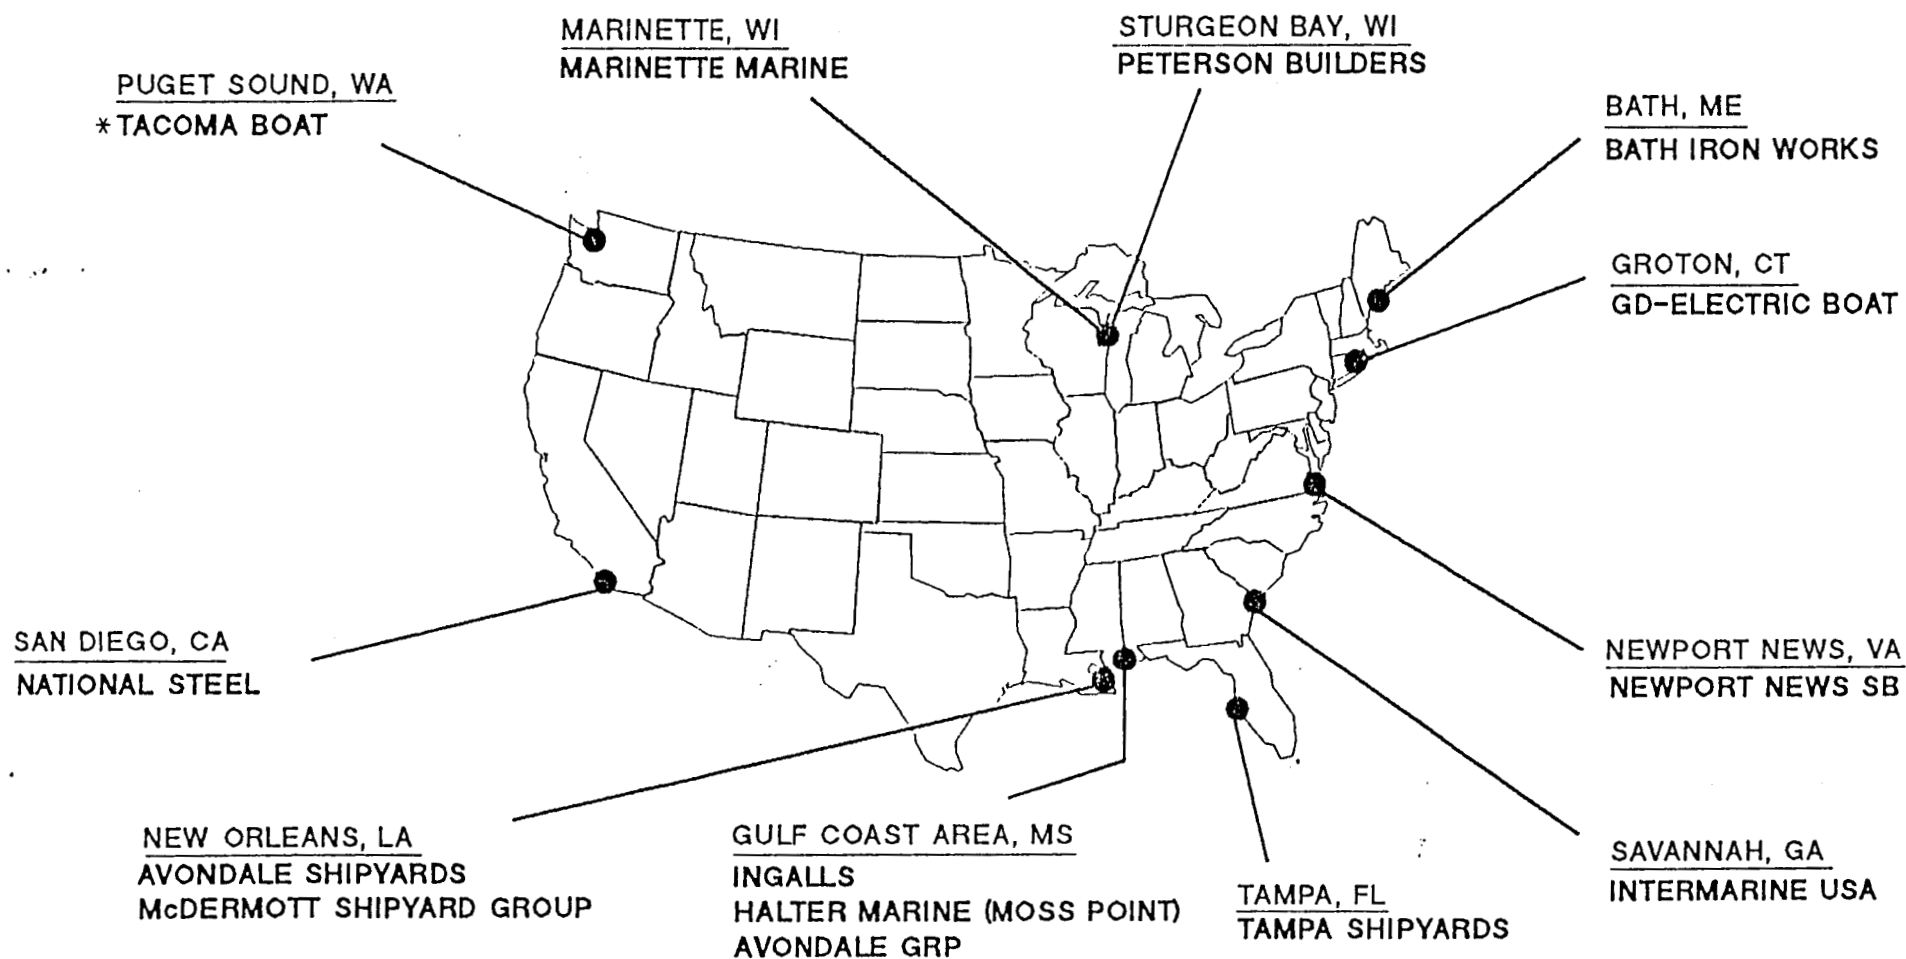 MARINETTE, WI
MARINETTE MARINE
STURGEON BAY, WI
PETERSON BUILDERS
PUGET SOUND, WA
*TACOMA BOAT
BATH, ME
BATH IRON WORKS
GROTON, CT
GD-ELECTRIC BOAT
SAN DIEGO, CA
NATIONAL STEEL
NEWPORT NEWS, VA
NEWPORT NEWS SB
NEW ORLEANS, LA
AVONDALE SHIPYARDS
McDERMOTT SHIPYARD GROUP
GULF COAST AREA, MS
INGALLS
HALTER MARINE (MOSS POINT)
AVONDALE GRP
TAMPA, FL
TAMPA SHIPYARDS
SAVANNAH, GA
INTERMARINE USA